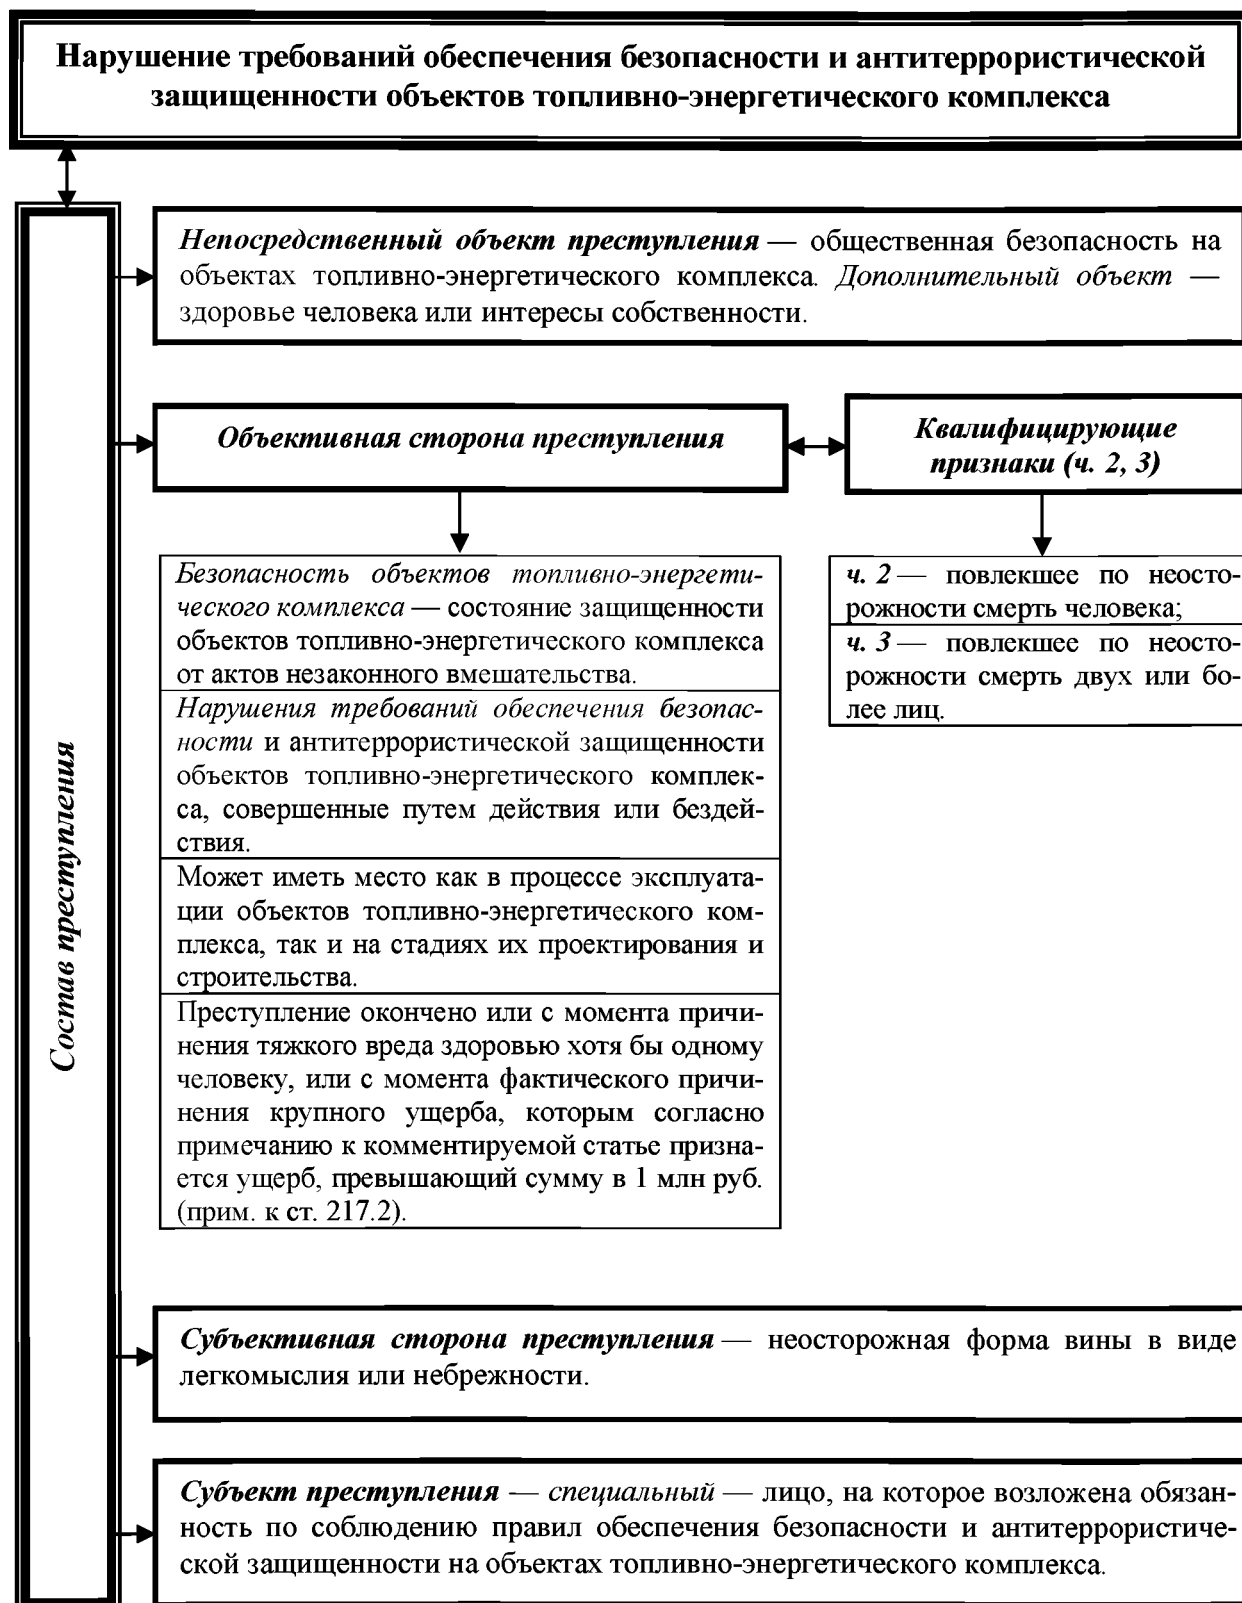 Нарушение требований обеспечения безопасности и антитеррористической
защищенности объектов топливно-энергетического комплекса
Состав преступления
Непосредственный объект преступления — общественная безопасность на
объектах топливно-энергетического комплекса. Дополнительный объект —
здоровье человека или интересы собственности.
Объективная сторона преступления
Квалифицирующие
признаки (ч. 2, 3)
Безопасность объектов топливно-энергети-
ческого комплекса — состояние защищенности
объектов топливно-энергетического комплекса
от актов незаконного вмешательства.
Нарушения требований обеспечения безопас-
ности и антитеррористической защищенности
объектов топливно-энергетического комплек-
са, совершенные путем действия или бездей-
ствия.
Может иметь место как в процессе эксплуата-
ции объектов топливно-энергетического ком-
плекса, так и на стадиях их проектирования и
строительства.
Преступление окончено или с момента причи-
нения тяжкого вреда здоровью хотя бы одному
человеку, или с момента фактического причи-
нения крупного ущерба, которым согласно
примечанию к комментируемой статье призна-
ется ущерб, превышающий сумму в 1 млн руб.
(прим. к ст. 217.2).
ч. 2 — повлекшее по неосто-
рожности смерть человека;
ч. 3 — повлекшее по неосто-
рожности смерть двух или бо-
лее лиц.
Субъективная сторона преступления — неосторожная форма вины в виде
легкомыслия или небрежности.
Субъект преступления — специальный — лицо, на которое возложена обязан-
ность по соблюдению правил обеспечения безопасности и антитеррористиче-
ской защищенности на объектах топливно-энергетического комплекса.